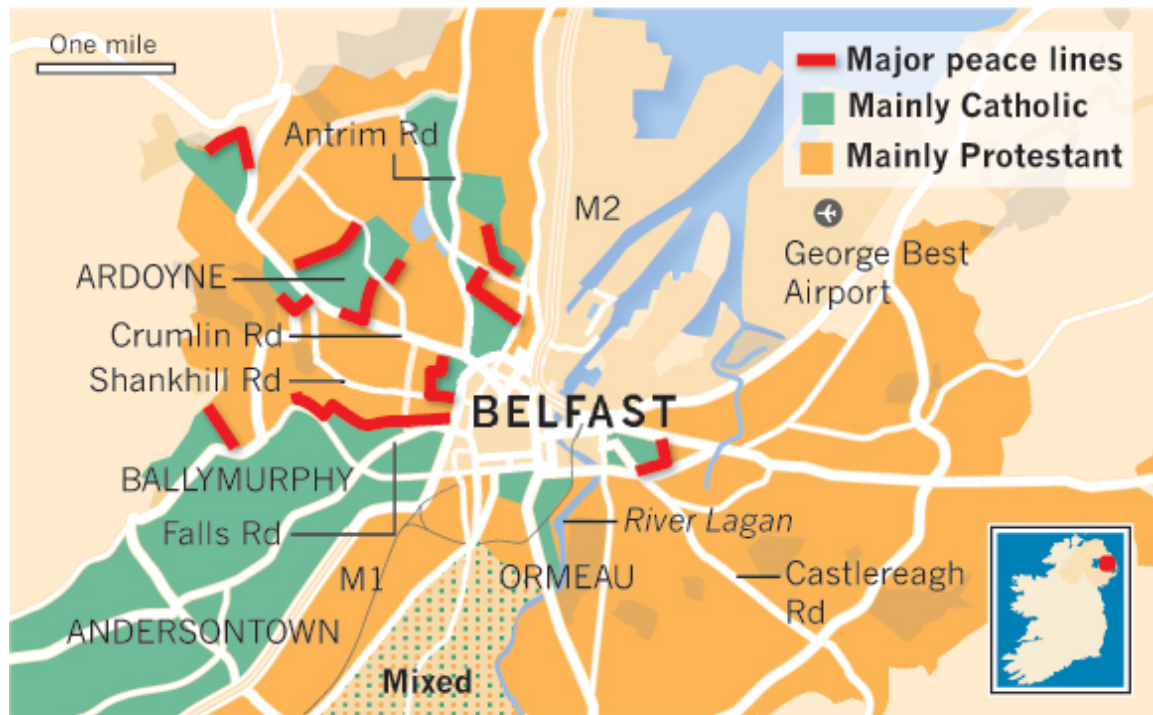 One mile
Major peace lines
Mainly Catholic
Mainly Protestant
Antrim Rd
M2
George Best
Airport
ARDOYNE
Crumlin Rd
Shankhill Rd
BELFAST
BALLYMURPHY
Falls Rd
River Lagan
M1
ORMEAU
Castlereagh
Rd
ANDERSONTOWN
Mixed